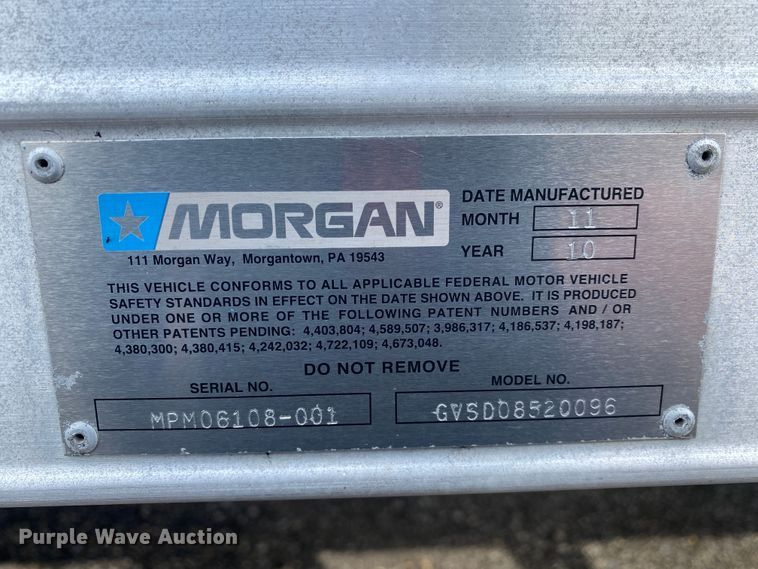 MORGAN®
111 Morgan Way, Morgantown, PA 19543
DATE MANUFACTURED
MONTH 11
YEAR 10
THIS VEHICLE CONFORMS TO ALL APPLICABLE FEDERAL MOTOR VEHICLE
SAFETY STANDARDS IN EFFECT ON THE DATE SHOWN ABOVE. IT IS PRODUCED
UNDER ONE OR MORE OF THE FOLLOWING PATENT NUMBERS AND / OR
OTHER PATENTS PENDING: 4,403,804; 4,589,507; 3,986,317; 4,186,537; 4,198,187;
4,380,300; 4,380,415; 4,242,032; 4,722,109; 4,673,048.
DO NOT REMOVE
SERIAL NO. MODEL NO.
MPM06108-001 GVSD08520096
Purple Wave Auction